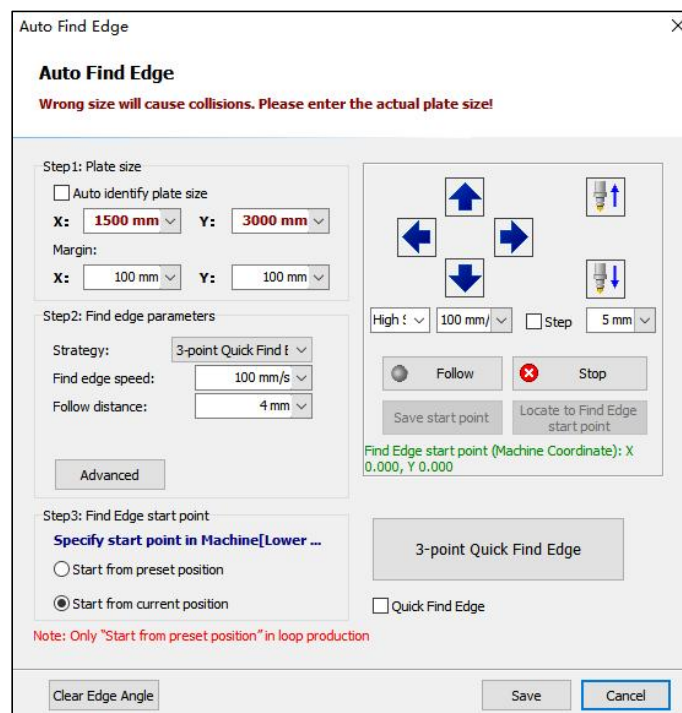 Auto Find Edge
Auto Find Edge
Wrong size will cause collisions. Please enter the actual plate size!
Step1: Plate size
Auto identify plate size
X: 1500 mm Y: 3000 mm
Margin:
X: 100 mm Y: 100 mm
Step2: Find edge parameters
Strategy: 3-point Quick Find E
Find edge speed: 100 mm/s
Follow distance: 4 mm
Advanced
Step3: Find Edge start point
Specify start point in Machine[Lower ...
Start from preset position
Start from current position
Note: Only "Start from preset position" in loop production
High S 100 mm/ Step 5 mm
Follow Stop
Save start point Locate to Find Edge
start point
Find Edge start point (Machine Coordinate): X
0.000, Y 0.000
3-point Quick Find Edge
Quick Find Edge
Clear Edge Angle Save Cancel